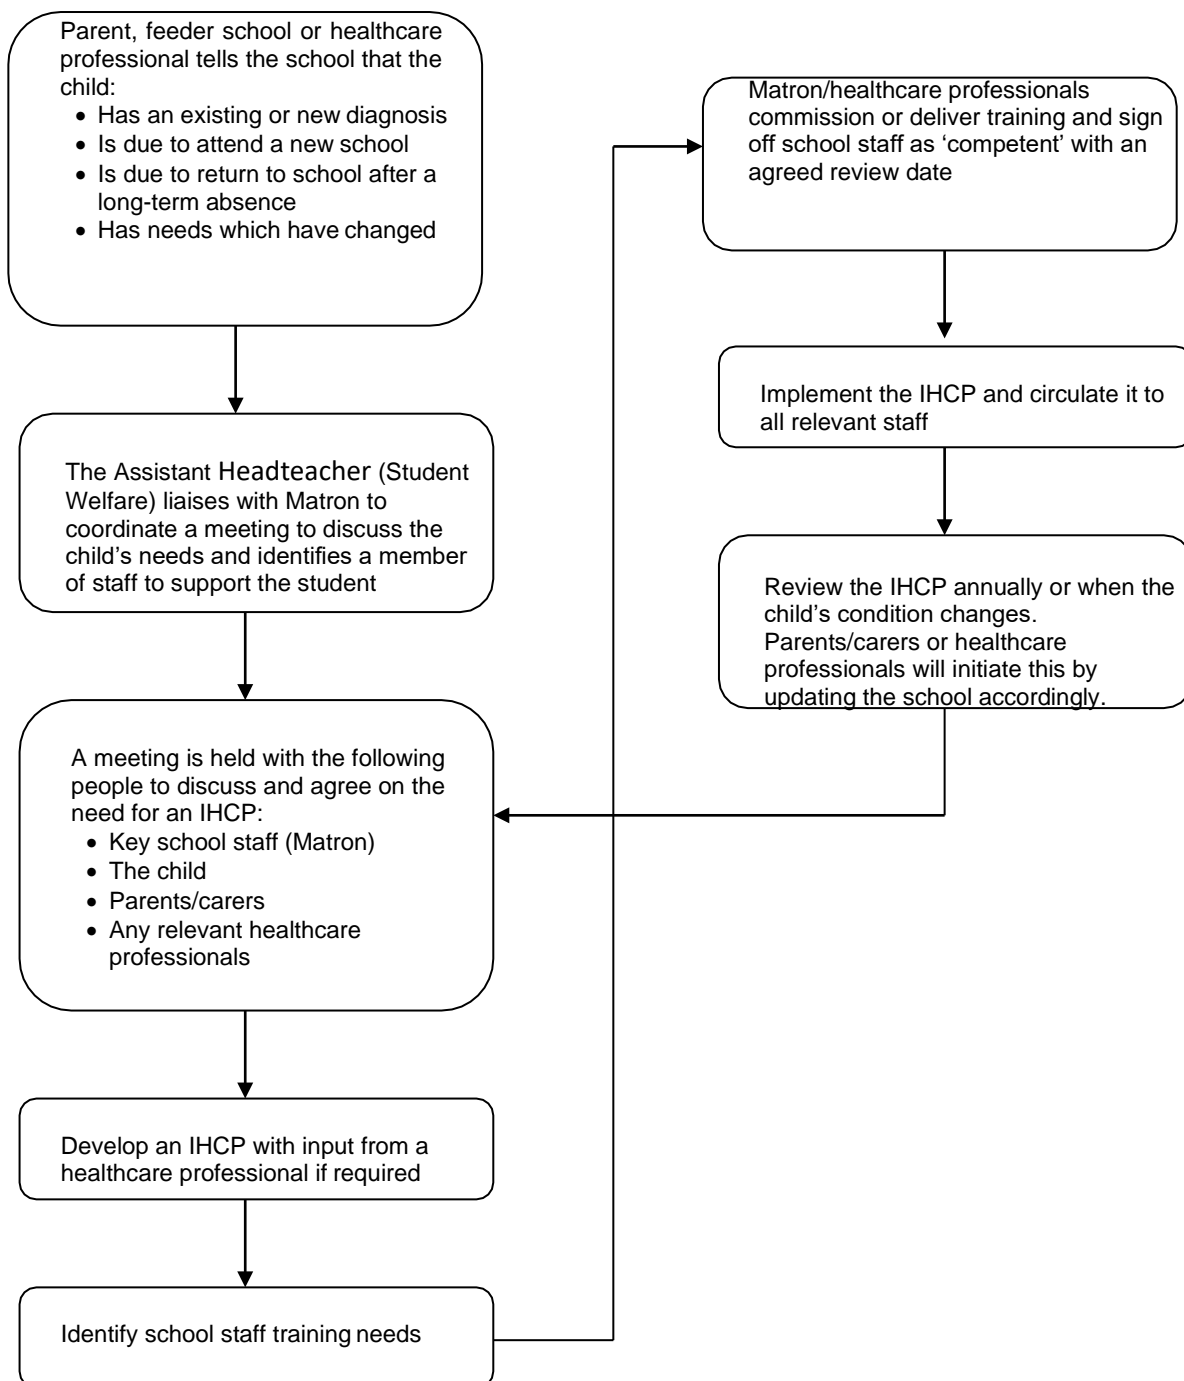 Parent, feeder school or healthcare
professional tells the school that the
child:
• Has an existing or new diagnosis
• Is due to attend a new school
• Is due to return to school after a
long-term absence
• Has needs which have changed
The Assistant Headteacher (Student
Welfare) liaises with Matron to
coordinate a meeting to discuss the
child’s needs and identifies a member
of staff to support the student
A meeting is held with the following
people to discuss and agree on the
need for an IHCP:
• Key school staff (Matron)
• The child
• Parents/carers
• Any relevant healthcare
professionals
Develop an IHCP with input from a
healthcare professional if required
Identify school staff training needs
Matron/healthcare professionals
commission or deliver training and sign
off school staff as ‘competent’ with an
agreed review date
Implement the IHCP and circulate it to
all relevant staff
Review the IHCP annually or when the
child’s condition changes.
Parents/carers or healthcare
professionals will initiate this by
updating the school accordingly.